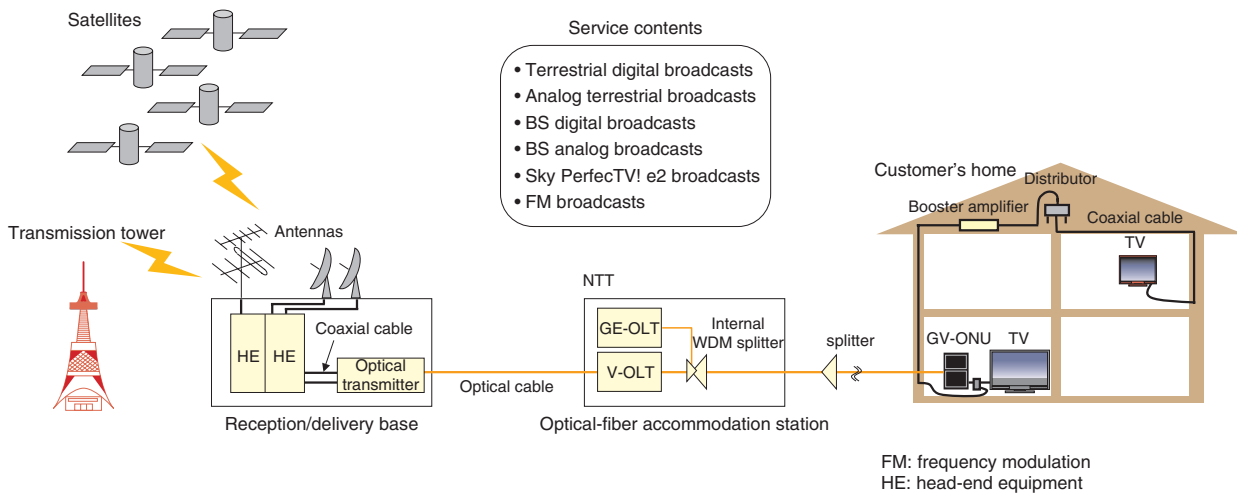 Satellites
Service contents
• Terrestrial digital broadcasts
• Analog terrestrial broadcasts
• BS digital broadcasts
• BS analog broadcasts
• Sky PerfecTV! e2 broadcasts
• FM broadcasts
Transmission tower
Antennas
HE
HE
Coaxial cable
Optical
transmitter
Reception/delivery base
Optical cable
NTT
GE-OLT
V-OLT
Internal
WDM splitter
Optical-fiber accommodation station
splitter
Customer's home
Distributor
Booster amplifier
Coaxial cable
TV
GV-ONU
TV
FM: frequency modulation
HE: head-end equipment